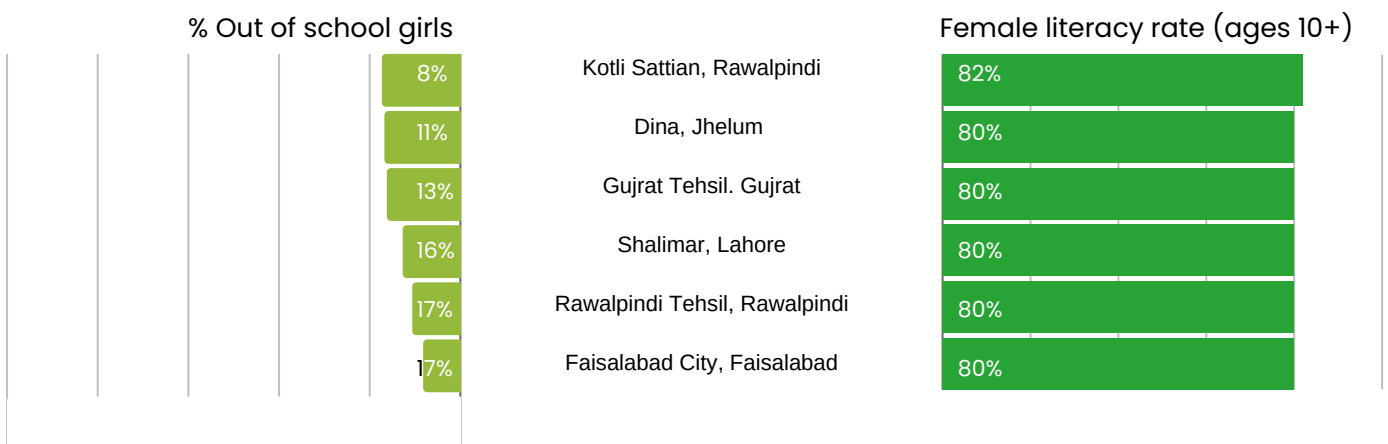 % Out of school girls
Female literacy rate (ages 10+)
8%
Kotli Sattian, Rawalpindi
82%
11%
Dina, Jhelum
80%
13%
Gujrat Tehsil. Gujrat
80%
16%
Shalimar, Lahore
80%
17%
Rawalpindi Tehsil, Rawalpindi
80%
17%
Faisalabad City, Faisalabad
80%